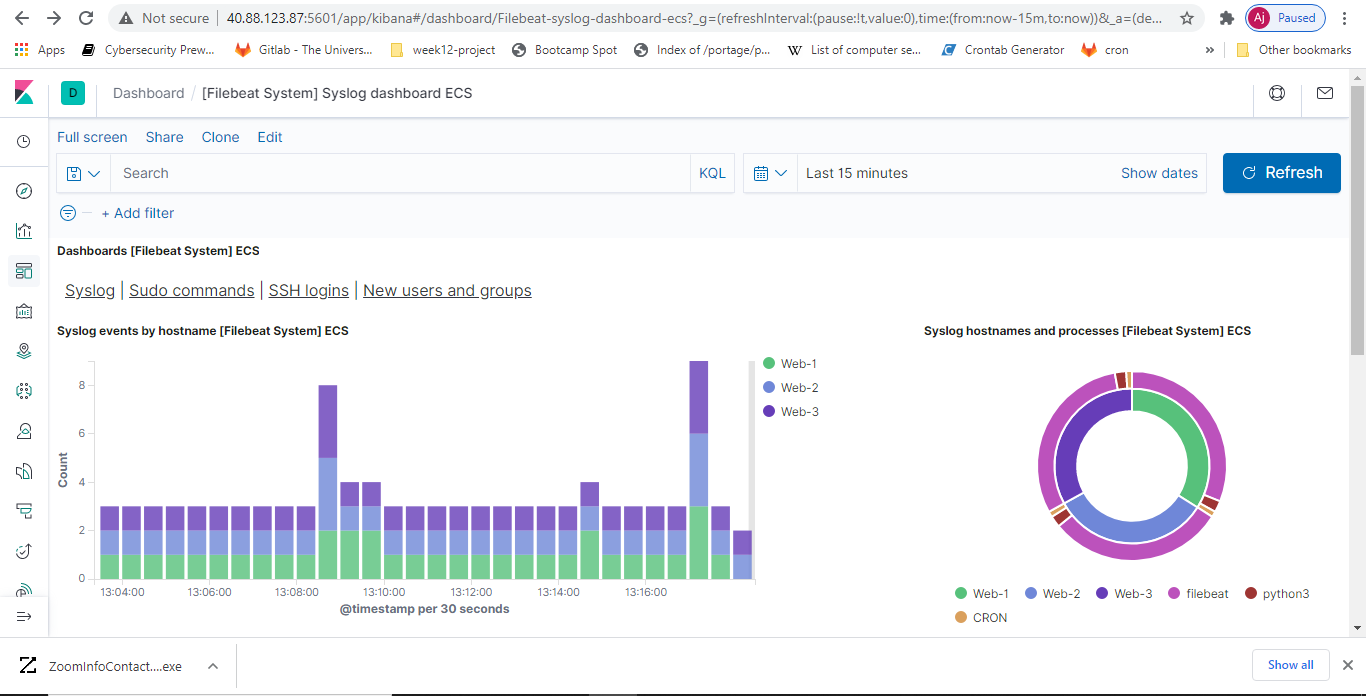 Not secure | 40.88.123.87:5601/app/kibana#/dashboard/Filebeat-syslog-dashboard-ecs?_g=(refreshInterval:(pause:!t,value:0),time:(from:now-15m,to:now))&_a=(de... Aj Paused
Apps Cybersecurity Prew... Gitlab - The Univers... week12-project Bootcamp Spot Index of /portage/p... W List of computer se... Crontab Generator cron » Other bookmarks
D Dashboard / [Filebeat System] Syslog dashboard ECS
Full screen Share Clone Edit
Search KQL Last 15 minutes Show dates Refresh
+ Add filter
Dashboards [Filebeat System] ECS
Syslog | Sudo commands | SSH logins | New users and groups
Syslog events by hostname [Filebeat System] ECS
Syslog hostnames and processes [Filebeat System] ECS
Count
8
6
4
2
0
13:04:00 13:06:00 13:08:00 13:10:00 13:12:00 13:14:00 13:16:00
@timestamp per 30 seconds
Web-1
Web-2
Web-3
Web-1 Web-2 Web-3 filebeat python3
CRON
ZoomInfoContact....exe Show all